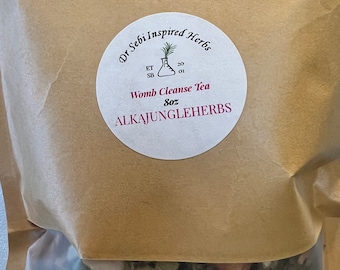 Dr Sebi Inspired Herbs
ET 20
SB 01
Womb Cleanse Tea
8oz
ALKAJUNGLEHERBS